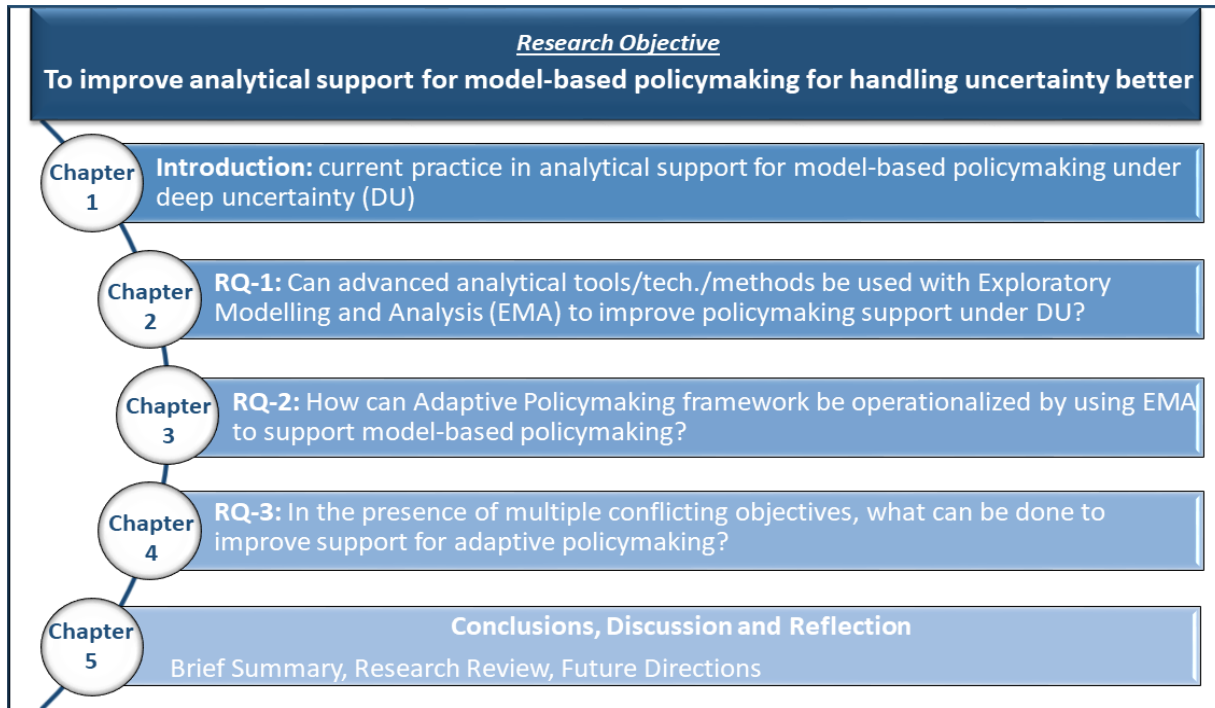 Research Objective
To improve analytical support for model-based policymaking for handling uncertainty better
Chapter
1
Introduction: current practice in analytical support for model-based policymaking under
deep uncertainty (DU)
Chapter
2
RQ-1: Can advanced analytical tools/tech./methods be used with Exploratory
Modelling and Analysis (EMA) to improve policymaking support under DU?
Chapter
3
RQ-2: How can Adaptive Policymaking framework be operationalized by using EMA
to support model-based policymaking?
Chapter
4
RQ-3: In the presence of multiple conflicting objectives, what can be done to
improve support for adaptive policymaking?
Chapter
5
Conclusions, Discussion and Reflection
Brief Summary, Research Review, Future Directions